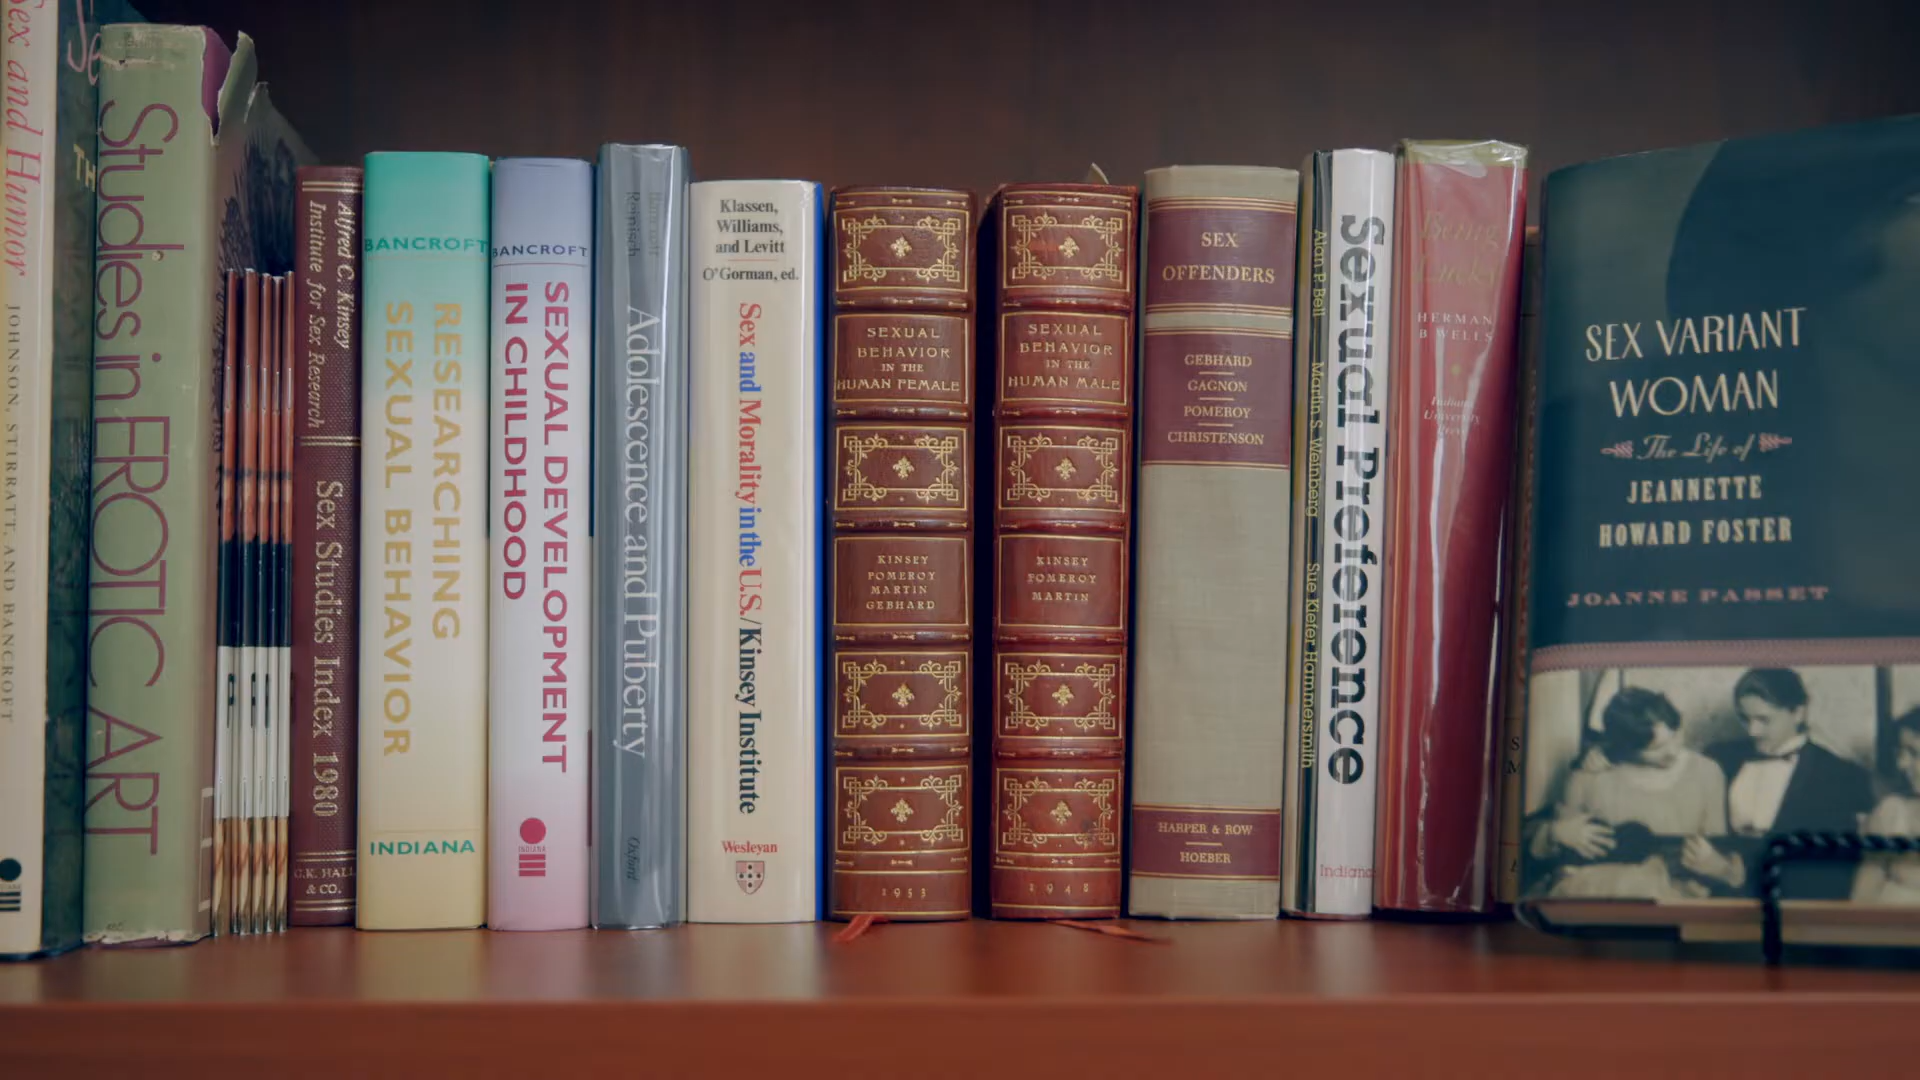 Sex and Humor
JOHNSON, STIRRATT, AND BANCROFT
TH
Studies in EROTIC ART
Alfred C. Kinsey
Institute for Sex Research
Sex Studies Index 1980
G.K. HALL
& CO.
BANCROFT
RESEARCHING
SEXUAL BEHAVIOR
INDIANA
BANCROFT
SEXUAL DEVELOPMENT
IN CHILDHOOD
INDIANA
Bancroft
Reinisch
Adolescence and Puberty
Oxford
Klassen,
Williams,
and Levitt
O'Gorman, ed.
Sex and Morality in the U.S./Kinsey Institute
Wesleyan
SEXUAL
BEHAVIOR
IN THE
HUMAN FEMALE
KINSEY
POMEROY
MARTIN
GEBHARD
1953
SEXUAL
BEHAVIOR
IN THE
HUMAN MALE
KINSEY
POMEROY
MARTIN
1948
SEX
OFFENDERS
GEBHARD
GAGNON
POMEROY
CHRISTENSON
HARPER & ROW
HOEBER
Alan P. Bell Martin S. Weinberg Sue Kiefer Hammersmith
Sexual Preference
Indiana
Being
Lucky
HERMAN
B WELLS
Indiana
University
Press
SEX VARIANT
WOMAN
The Life of
JEANNETTE
HOWARD FOSTER
JOANNE PASSET